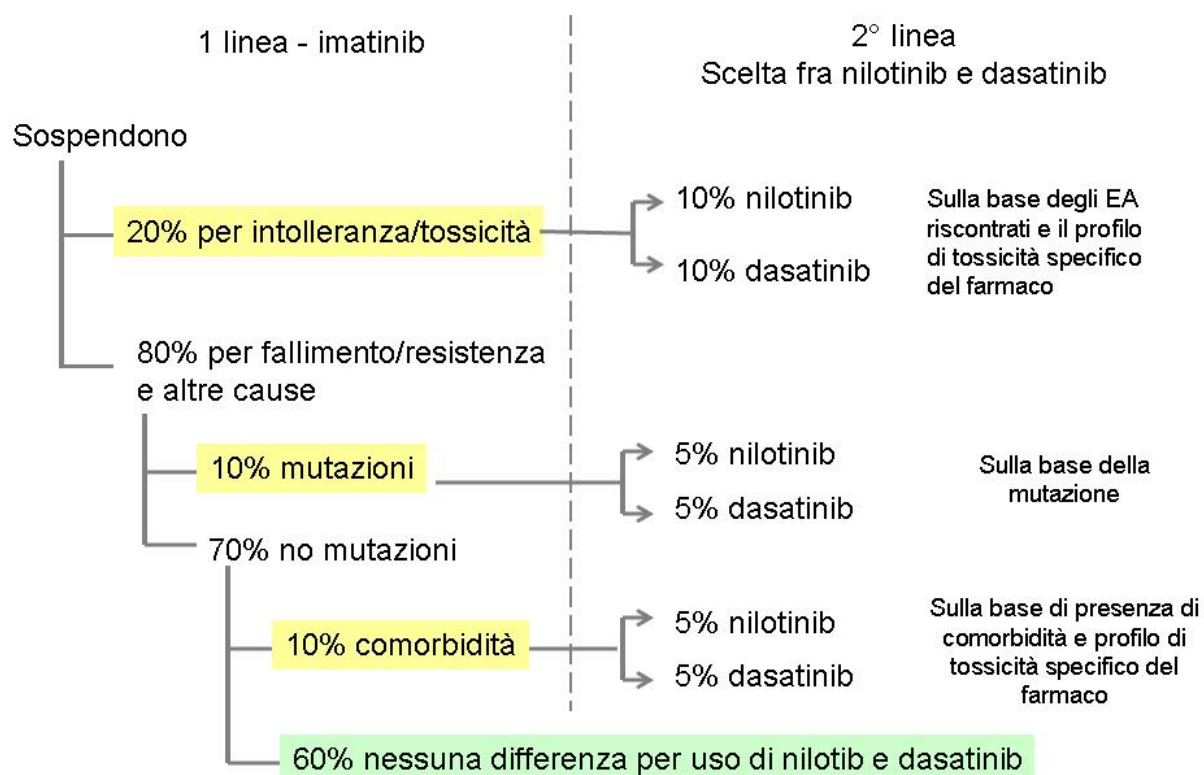 1 linea - imatinib
2° linea
Scelta fra nilotinib e dasatinib
Sospendono
20% per intolleranza/tossicità
10% nilotinib
10% dasatinib
Sulla base degli EA
riscontrati e il profilo
di tossicità specifico
del farmaco
80% per fallimento/resistenza
e altre cause
10% mutazioni
5% nilotinib
5% dasatinib
Sulla base della
mutazione
70% no mutazioni
10% comorbidità
5% nilotinib
5% dasatinib
Sulla base di presenza di
comorbidità e profilo di
tossicità specifico del
farmaco
60% nessuna differenza per uso di nilotib e dasatinib